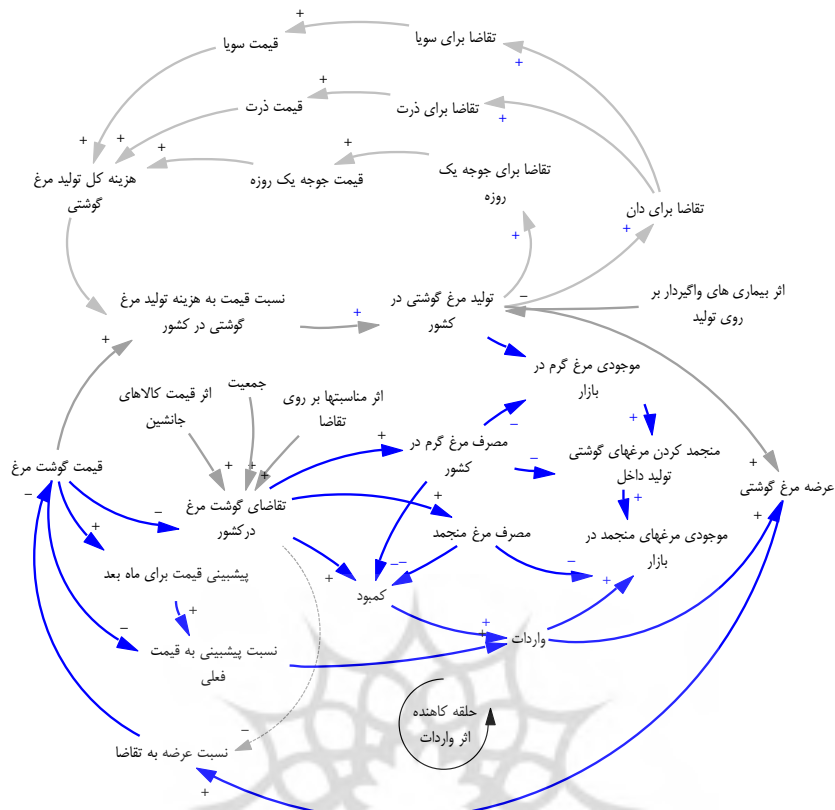 تقاضا برای سویا
قیمت سویا
تقاضا برای ذرت
قیمت ذرت
تقاضا برای جوجه یک
روزه
قیمت جوجه یک روزه
هزینه کل تولید مرغ
گوشتی
تقاضا برای دان
اثر بیماری های واگیردار بر
روی تولید
تولید مرغ گوشتی در
کشور
نسبت قیمت به هزینه تولید مرغ
گوشتی در کشور
موجودی مرغ گرم در
بازار
جمعیت
اثر مناسبتها بر روی
تقاضا
اثر قیمت کالاهای
جانشین
مصرف مرغ گرم در
کشور
منجمد کردن مرغهای گوشتی
تولید داخل
قیمت گوشت مرغ
عرضه مرغ گوشتی
تقاضای گوشت مرغ
درکشور
مصرف مرغ منجمد
موجودی مرغهای منجمد در
بازار
پیشبینی قیمت برای ماه بعد
کمبود
واردات
نسبت پیشبینی به قیمت
فعلی
حلقه کاهنده
اثر واردات
نسبت عرضه به تقاضا